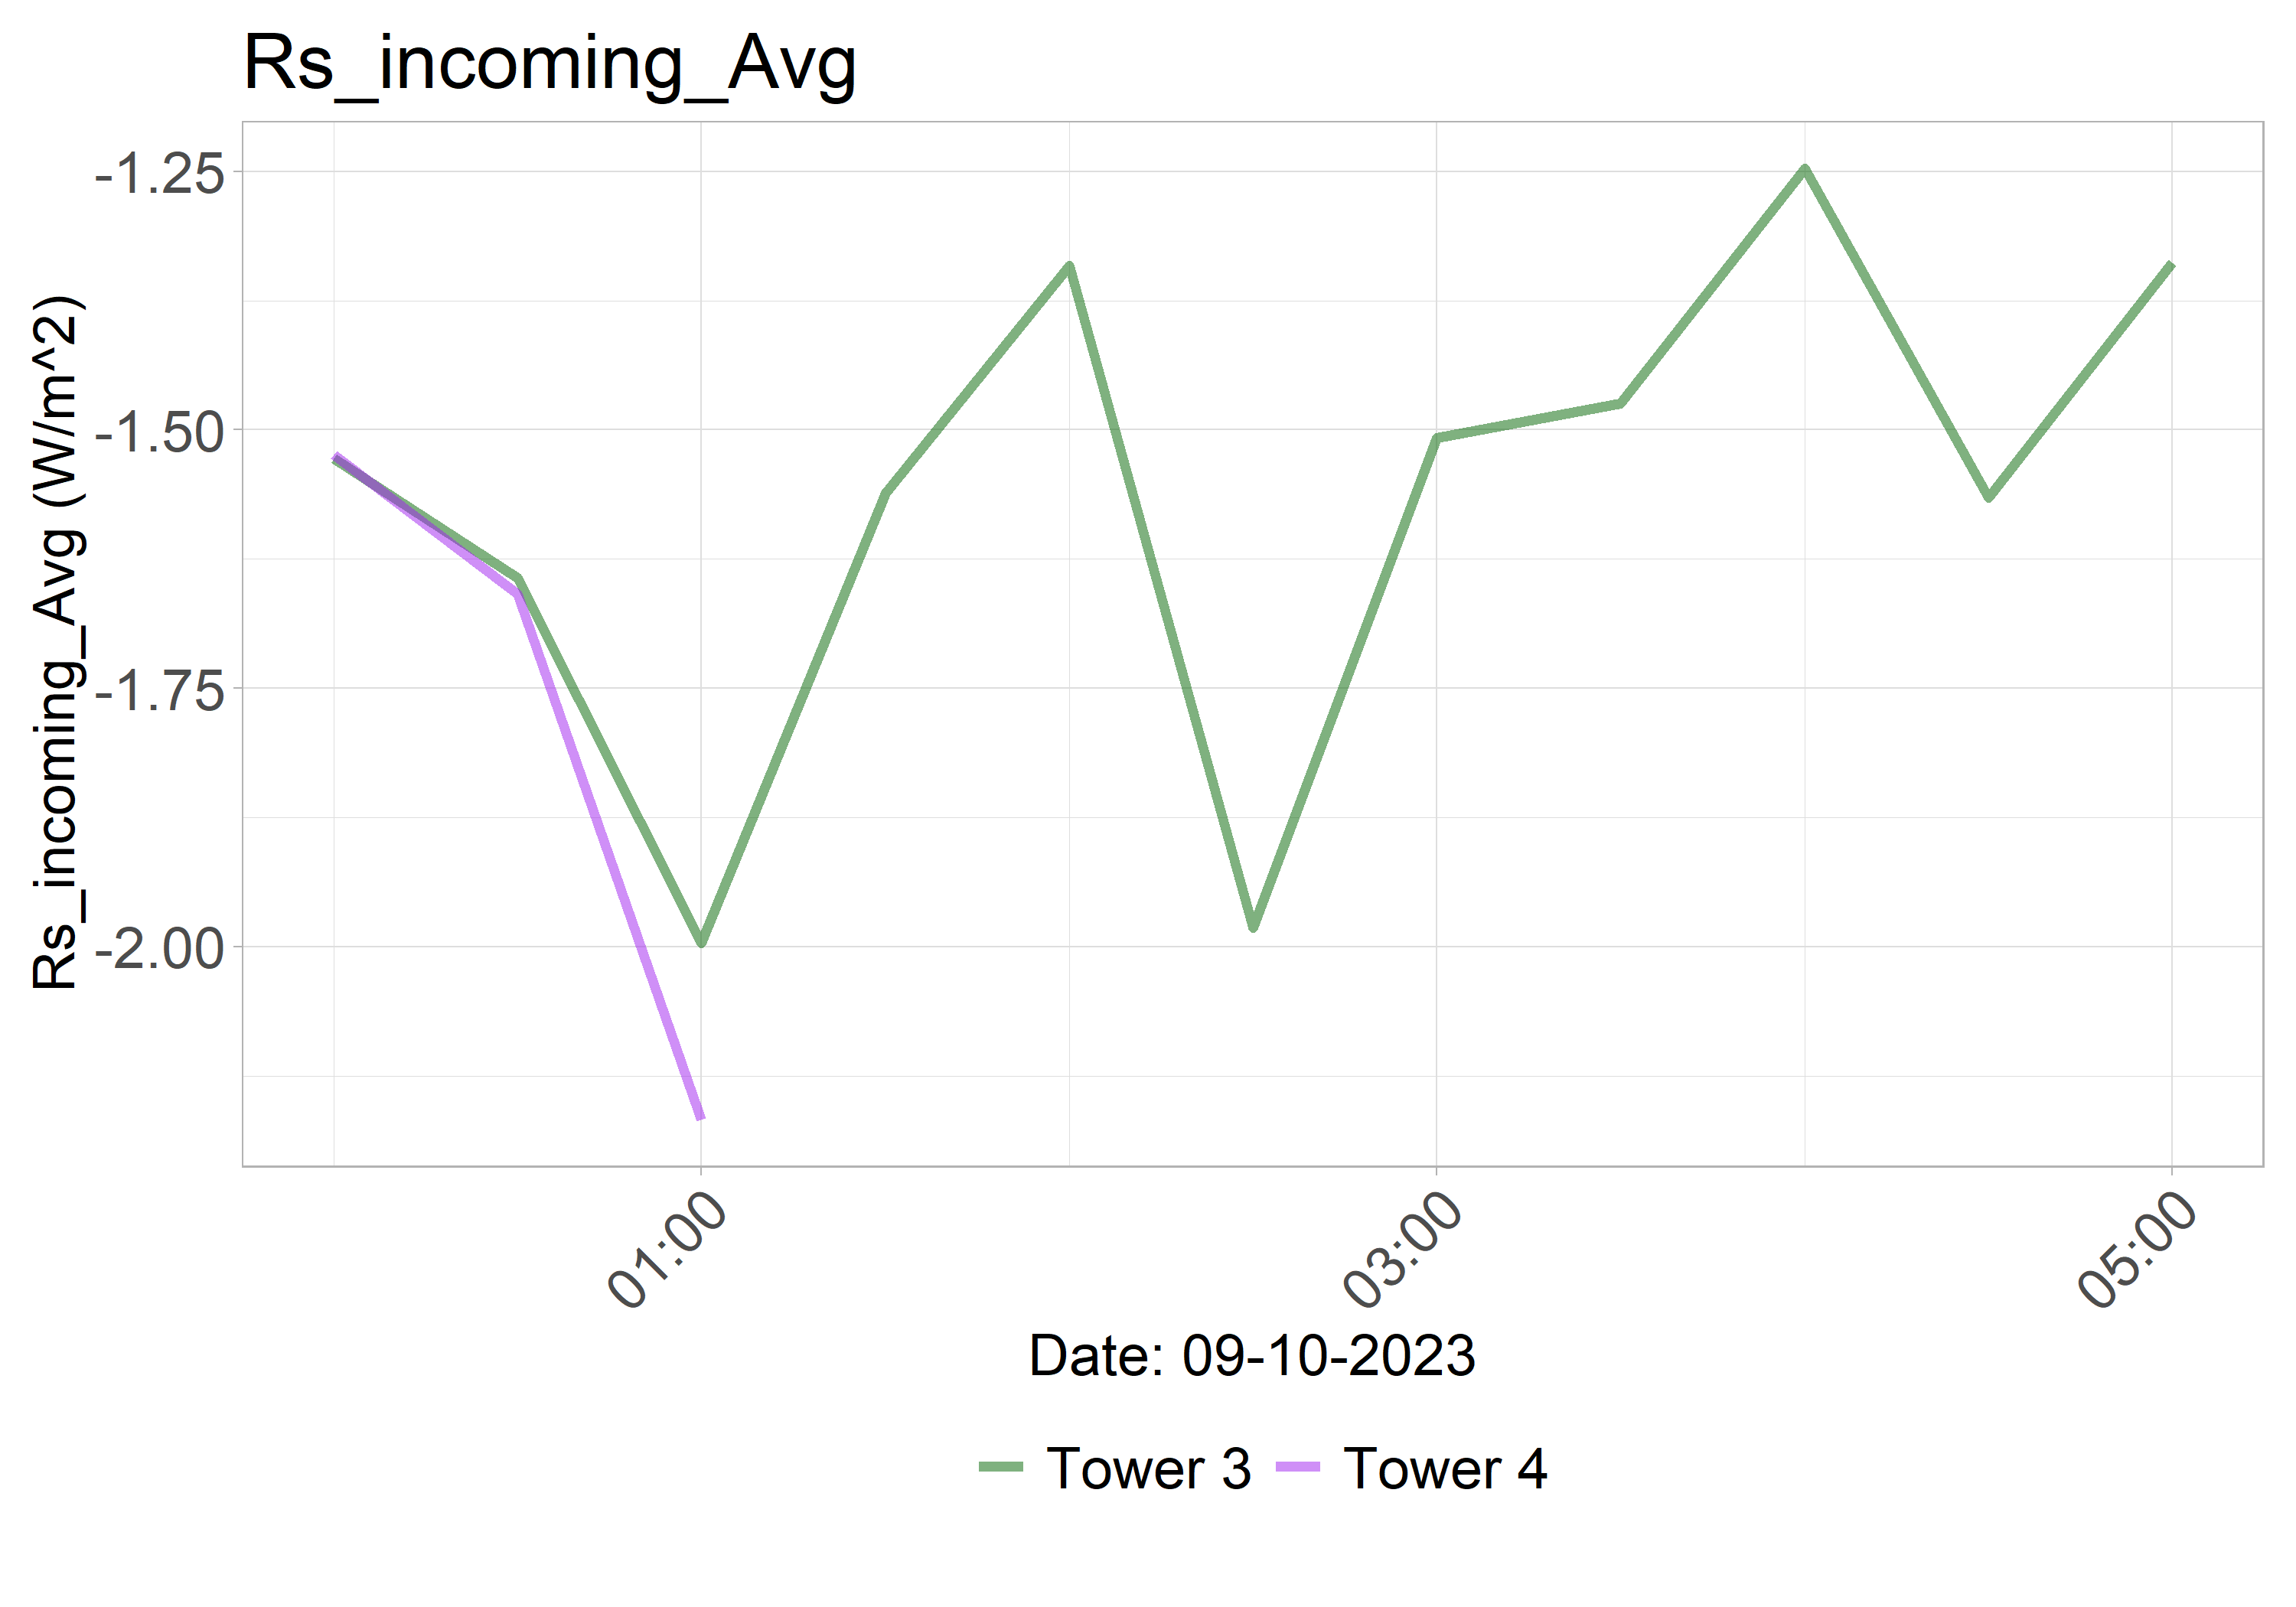 Rs_incoming_Avg
Rs_incoming_Avg (W/m^2)
-1.25
-1.50
-1.75
-2.00
01:00
03:00
05:00
Date: 09-10-2023
Tower 3
Tower 4